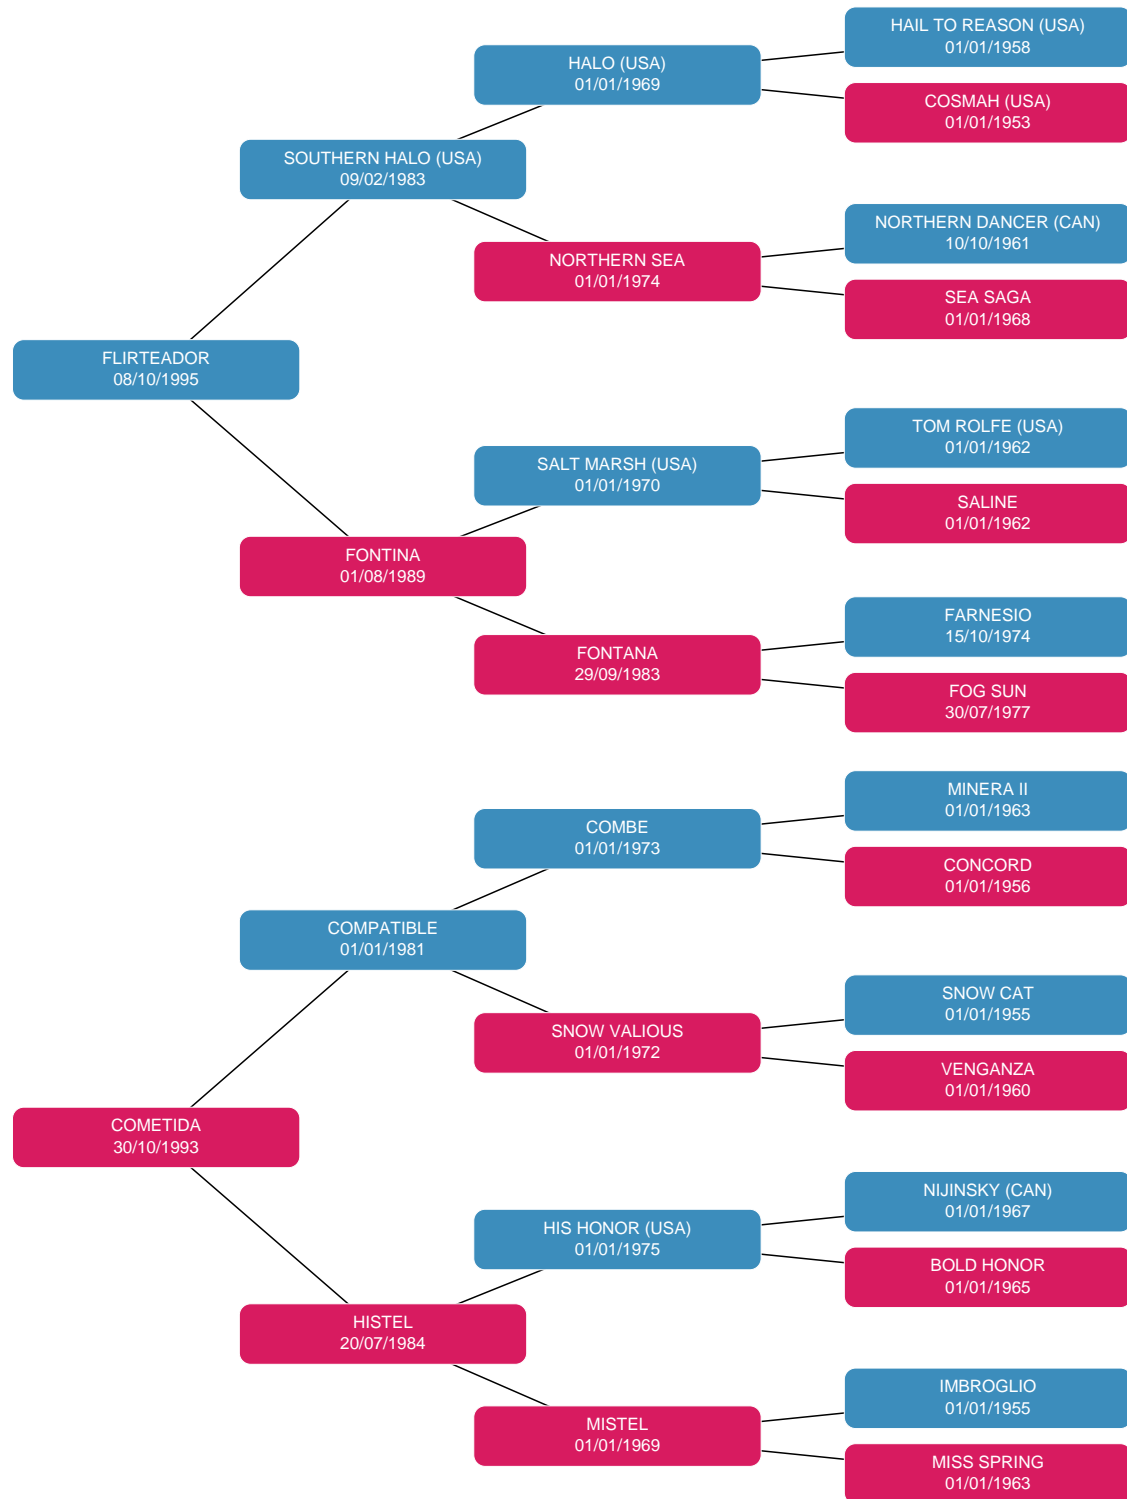 HAIL TO REASON (USA)
01/01/1958
HALO (USA)
01/01/1969
COSMAH (USA)
01/01/1953
SOUTHERN HALO (USA)
09/02/1983
NORTHERN DANCER (CAN)
10/10/1961
NORTHERN SEA
01/01/1974
SEA SAGA
01/01/1968
FLIRTEADOR
08/10/1995
TOM ROLFE (USA)
01/01/1962
SALT MARSH (USA)
01/01/1970
SALINE
01/01/1962
FONTINA
01/08/1989
FARNESIO
15/10/1974
FONTANA
29/09/1983
FOG SUN
30/07/1977
MINERA II
01/01/1963
COMBE
01/01/1973
CONCORD
01/01/1956
COMPATIBLE
01/01/1981
SNOW CAT
01/01/1955
SNOW VALIOUS
01/01/1972
VENGANZA
01/01/1960
COMETIDA
30/10/1993
NIJINSKY (CAN)
01/01/1967
HIS HONOR (USA)
01/01/1975
BOLD HONOR
01/01/1965
HISTEL
20/07/1984
IMBROGLIO
01/01/1955
MISTEL
01/01/1969
MISS SPRING
01/01/1963